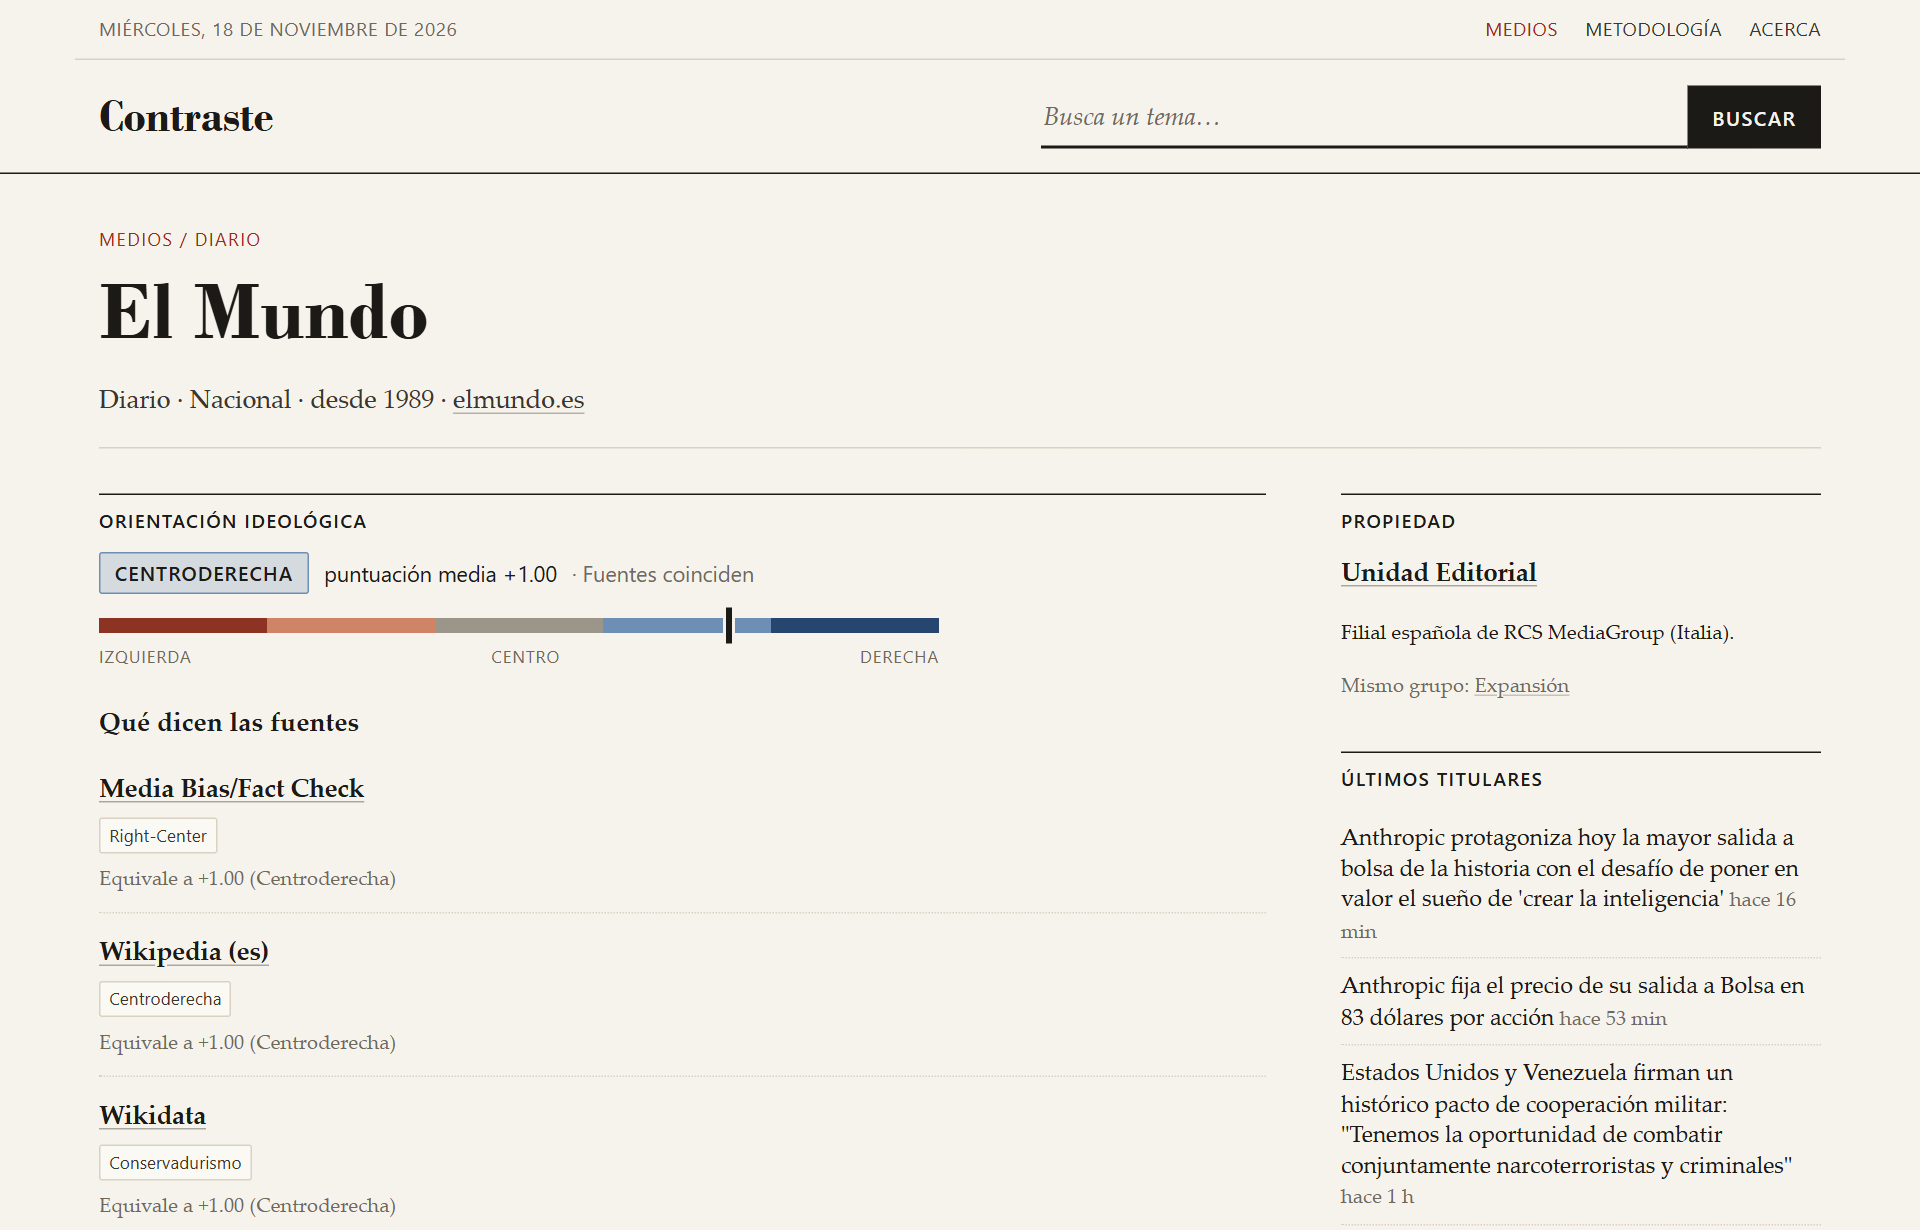 MIÉRCOLES, 18 DE NOVIEMBRE DE 2026
MEDIOS METODOLOGÍA ACERCA
Contraste
Busca un tema…
BUSCAR
MEDIOS / DIARIO
El Mundo
Diario · Nacional · desde 1989 · elmundo.es
ORIENTACIÓN IDEOLÓGICA
CENTRODERECHA puntuación media +1.00 · Fuentes coinciden
IZQUIERDA CENTRO DERECHA
Qué dicen las fuentes
Media Bias/Fact Check
Right-Center
Equivale a +1.00 (Centroderecha)
Wikipedia (es)
Centroderecha
Equivale a +1.00 (Centroderecha)
Wikidata
Conservadurismo
Equivale a +1.00 (Centroderecha)
PROPIEDAD
Unidad Editorial
Filial española de RCS MediaGroup (Italia).
Mismo grupo: Expansión
ÚLTIMOS TITULARES
Anthropic protagoniza hoy la mayor salida a
bolsa de la historia con el desafío de poner en
valor el sueño de 'crear la inteligencia' hace 16
min
Anthropic fija el precio de su salida a Bolsa en
83 dólares por acción hace 53 min
Estados Unidos y Venezuela firman un
histórico pacto de cooperación militar:
"Tenemos la oportunidad de combatir
conjuntamente narcoterroristas y criminales"
hace 1 h